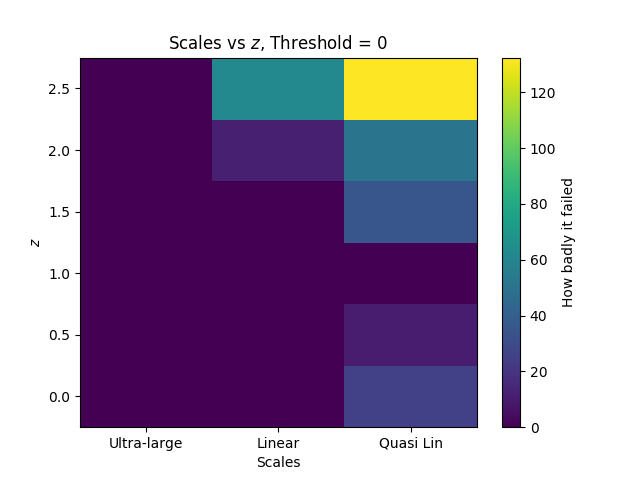 Scales vs z, Threshold = 0
2.5
2.0
1.5
1.0
0.5
0.0
z
Ultra-large Linear Quasi Lin
Scales
120
100
80
60
40
20
0
How badly it failed